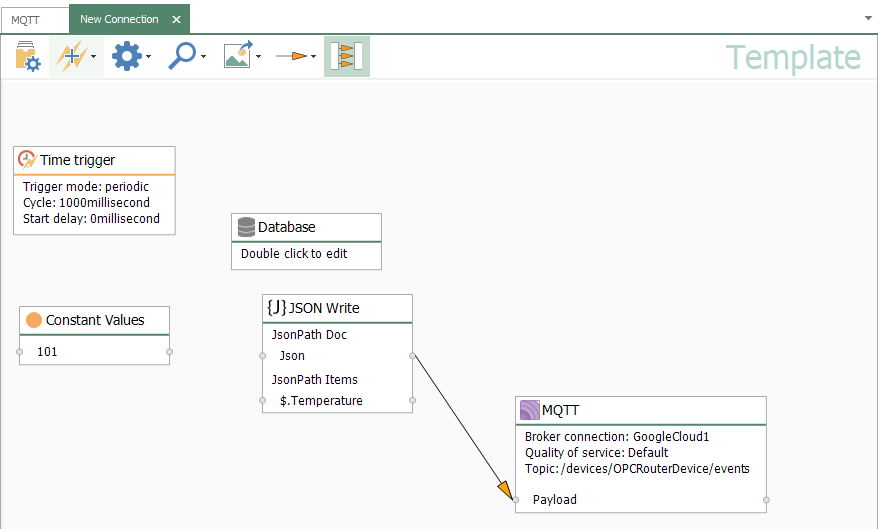 MQTT
New Connection
Template
Time trigger
Trigger mode: periodic
Cycle: 1000millisecond
Start delay: 0millisecond
Database
Double click to edit
{J} JSON Write
JsonPath Doc
Json
JsonPath Items
$.Temperature
Constant Values
101
MQTT
Broker connection: GoogleCloud1
Quality of service: Default
Topic: /devices/OPCRouterDevice/events
Payload